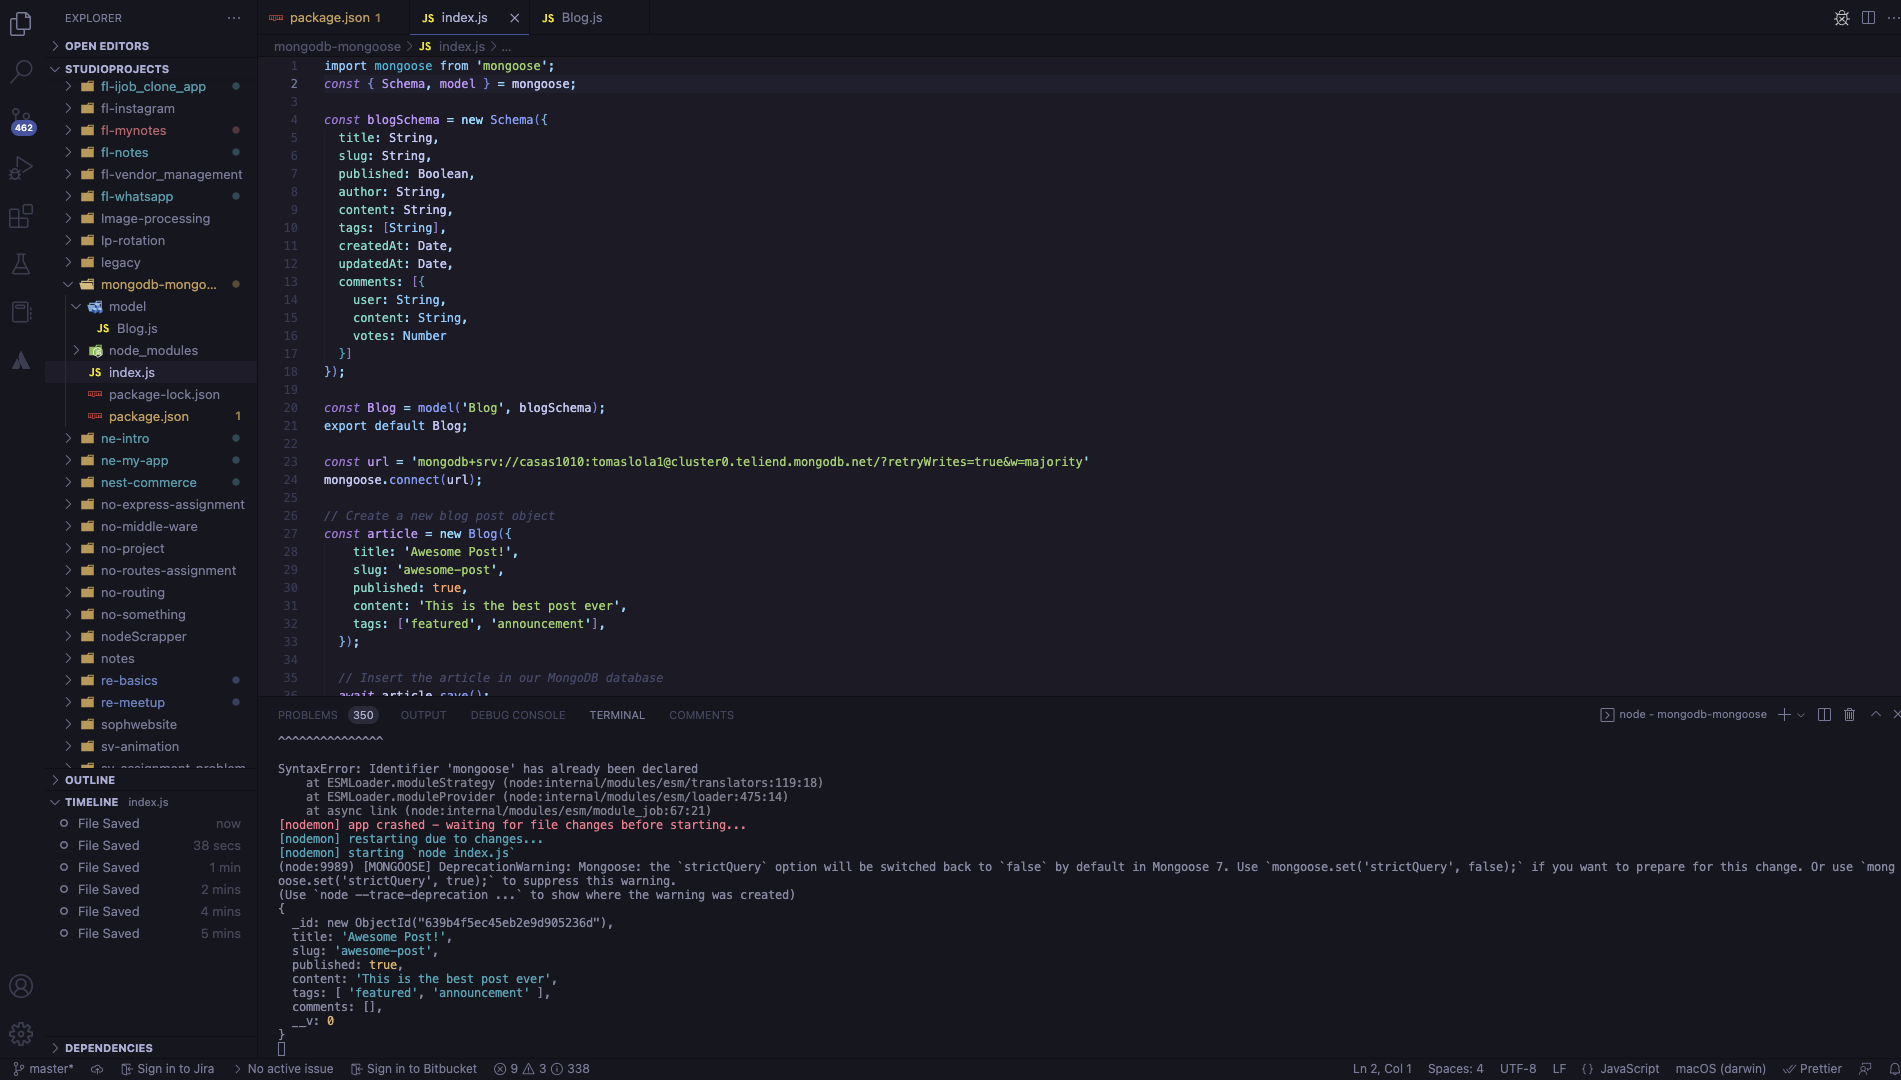 EXPLORER
OPEN EDITORS
STUDIOPROJECTS
fl-ijob_clone_app
fl-instagram
fl-mynotes
fl-notes
fl-vendor_management
fl-whatsapp
Image-processing
Ip-rotation
legacy
mongodb-mongo...
model
JS Blog.js
node_modules
JS index.js
package-lock.json
package.json 1
ne-intro
ne-my-app
nest-commerce
no-express-assignment
no-middle-ware
no-project
no-routes-assignment
no-routing
no-something
nodeScrapper
notes
re-basics
re-meetup
sophwebsite
sv-animation
sv-assignment-problem
OUTLINE
TIMELINE index.js
File Saved now
File Saved 38 secs
File Saved 1 min
File Saved 2 mins
File Saved 4 mins
File Saved 5 mins
DEPENDENCIES
462
package.json 1
JS index.js
JS Blog.js
mongodb-mongoose > JS index.js > ...
1 import mongoose from 'mongoose';
2 const { Schema, model } = mongoose;
3
4 const blogSchema = new Schema({
5 title: String,
6 slug: String,
7 published: Boolean,
8 author: String,
9 content: String,
10 tags: [String],
11 createdAt: Date,
12 updatedAt: Date,
13 comments: [{
14 user: String,
15 content: String,
16 votes: Number
17 }]
18 });
19
20 const Blog = model('Blog', blogSchema);
21 export default Blog;
22
23 const url = 'mongodb+srv://casas1010:tomaslola1@cluster0.teliend.mongodb.net/?retryWrites=true&w=majority'
24 mongoose.connect(url);
25
26 // Create a new blog post object
27 const article = new Blog({
28 title: 'Awesome Post!',
29 slug: 'awesome-post',
30 published: true,
31 content: 'This is the best post ever',
32 tags: ['featured', 'announcement'],
33 });
34
35 // Insert the article in our MongoDB database
36 await article.save();
PROBLEMS 350 OUTPUT DEBUG CONSOLE TERMINAL COMMENTS
node - mongodb-mongoose
^^^^^^^^^^^^^^^
SyntaxError: Identifier 'mongoose' has already been declared
at ESMLoader.moduleStrategy (node:internal/modules/esm/translators:119:18)
at ESMLoader.moduleProvider (node:internal/modules/esm/loader:475:14)
at async link (node:internal/modules/esm/module_job:67:21)
[nodemon] app crashed - waiting for file changes before starting...
[nodemon] restarting due to changes...
[nodemon] starting `node index.js`
(node:9989) [MONGOOSE] DeprecationWarning: Mongoose: the `strictQuery` option will be switched back to `false` by default in Mongoose 7. Use `mongoose.set('strictQuery', false);` if you want to prepare for this change. Or use `mong
oose.set('strictQuery', true);` to suppress this warning.
(Use `node --trace-deprecation ...` to show where the warning was created)
{
_id: new ObjectId("639b4f5ec45eb2e9d905236d"),
title: 'Awesome Post!',
slug: 'awesome-post',
published: true,
content: 'This is the best post ever',
tags: [ 'featured', 'announcement' ],
comments: [],
__v: 0
}
master* Sign in to Jira No active issue Sign in to Bitbucket 9 3 338
Ln 2, Col 1 Spaces: 4 UTF-8 LF {} JavaScript macOS (darwin) Prettier